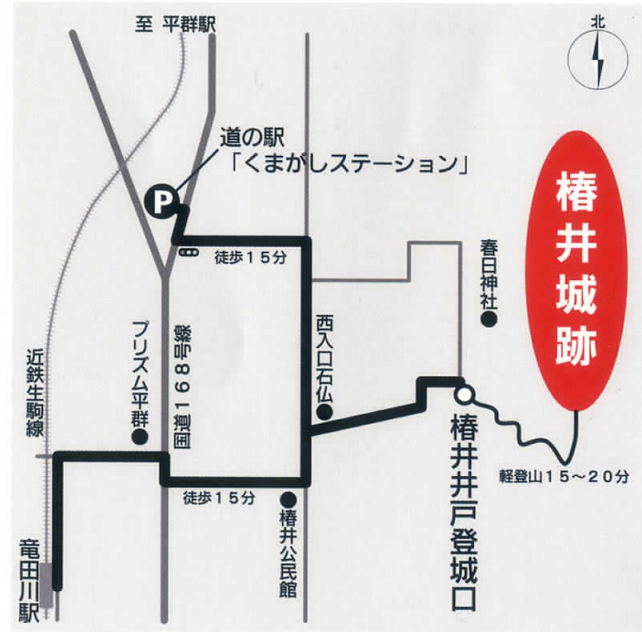 至 平群駅
北
道の駅
「くまがしステーション」
P
徒歩15分
椿井城跡
春日神社
西入口石仏
プリズム平群
国道168号線
近鉄生駒線
椿井井戸登城口
軽登山15〜20分
徒歩15分
椿井公民館
竜田川駅